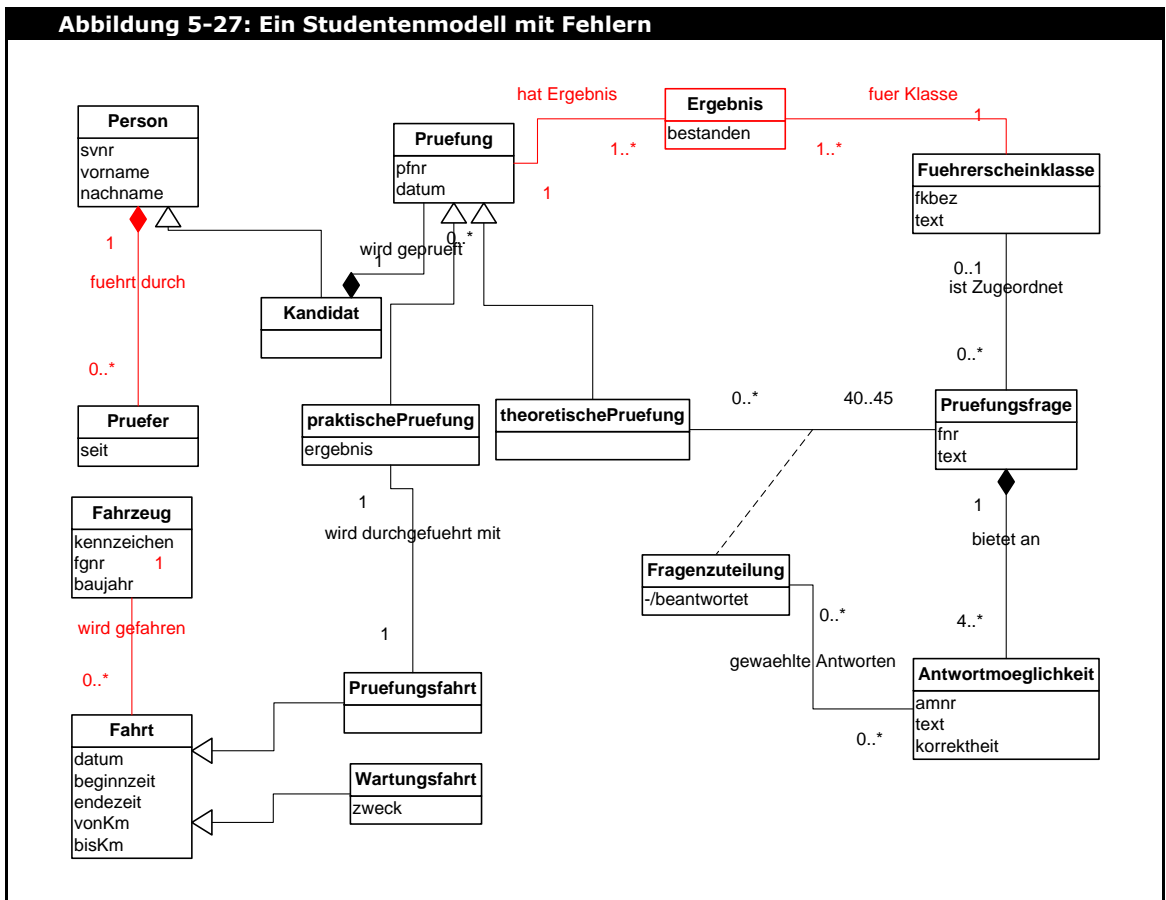 Abbildung 5-27: Ein Studentenmodell mit Fehlern
hat Ergebnis
Ergebnis
bestanden
fuer Klasse
1
1..*
1..*
Person
svnr
vorname
nachname
Pruefung
pfnr
datum
1
Fuehrerscheinklasse
fkbez
text
0..*
wird geprueft
1
1
fuehrt durch
0..*
Kandidat
0..1
ist Zugeordnet
0..*
Pruefer
seit
praktischePruefung
ergebnis
theoretischePruefung
0..*
40..45
Pruefungsfrage
fnr
text
Fahrzeug
kennzeichen
fgnr
baujahr
1
1
wird durchgefuehrt mit
1
1
bietet an
4..*
Fragenzuteilung
-/beantwortet
0..*
gewaehlte Antworten
0..*
wird gefahren
0..*
Antwortmoeglichkeit
amnr
text
korrektheit
Pruefungsfahrt
Fahrt
datum
beginnzeit
endezeit
vonKm
bisKm
Wartungsfahrt
zweck